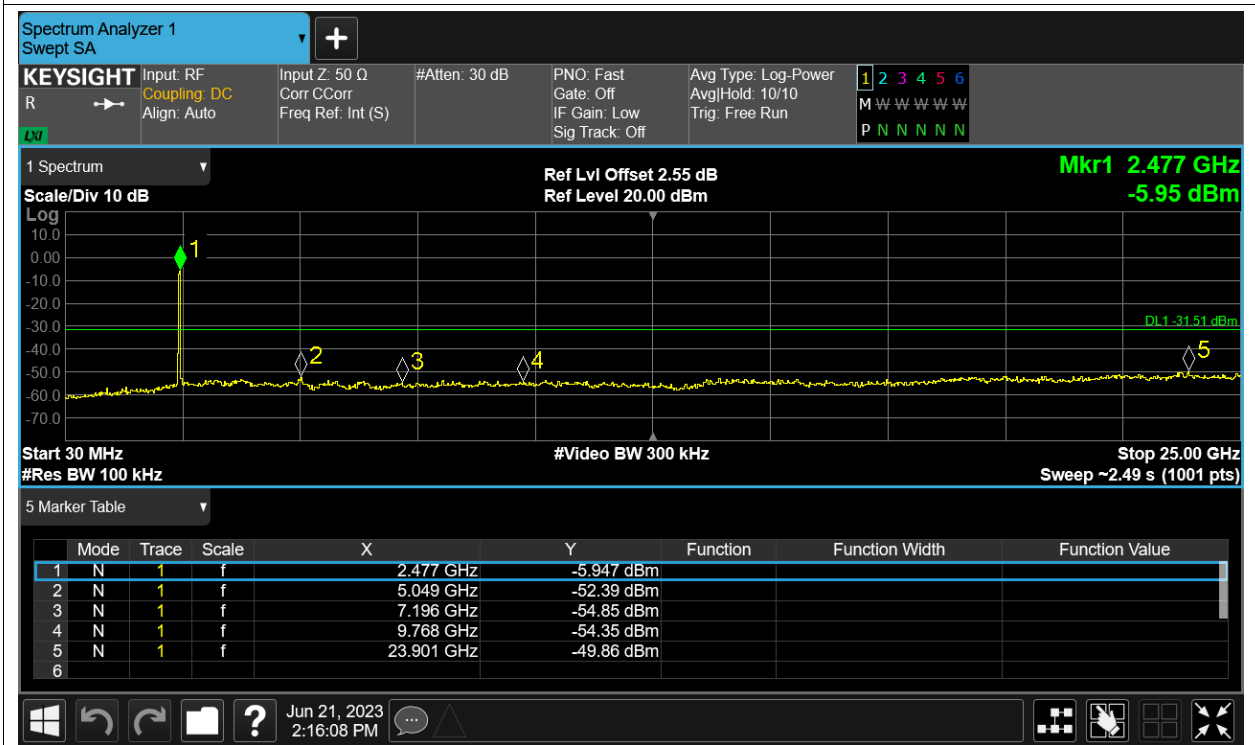 Spectrum Analyzer 1
Swept SA
KEYSIGHT
R
LXI
Input: RF
Coupling: DC
Align: Auto
Input Z: 50 Ω
Corr CCorr
Freq Ref: Int (S)
#Atten: 30 dB
PNO: Fast
Gate: Off
IF Gain: Low
Sig Track: Off
Avg Type: Log-Power
Avg|Hold: 10/10
Trig: Free Run
1 2 3 4 5 6
M W W W W W
P N N N N N
1 Spectrum
Scale/Div 10 dB
Ref Lvl Offset 2.55 dB
Ref Level 20.00 dBm
Mkr1 2.477 GHz
-5.95 dBm
Log
10.0
0.00
-10.0
-20.0
-30.0
-40.0
-50.0
-60.0
-70.0
1
2
3
4
5
DL1 -31.51 dBm
Start 30 MHz
#Res BW 100 kHz
#Video BW 300 kHz
Stop 25.00 GHz
Sweep ~2.49 s (1001 pts)
5 Marker Table
Mode Trace Scale X Y Function Function Width Function Value
1 N 1 f 2.477 GHz -5.947 dBm
2 N 1 f 5.049 GHz -52.39 dBm
3 N 1 f 7.196 GHz -54.85 dBm
4 N 1 f 9.768 GHz -54.35 dBm
5 N 1 f 23.901 GHz -49.86 dBm
6
?
Jun 21, 2023
2:16:08 PM